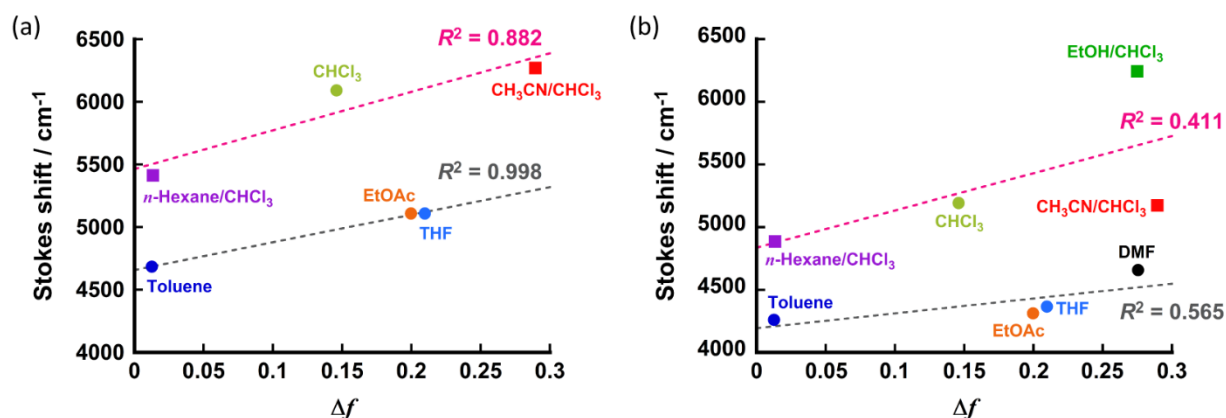 (a)
6500
6000
5500
5000
4500
4000
Stokes shift / cm⁻¹
R² = 0.882
CHCl₃
CH₃CN/CHCl₃
n-Hexane/CHCl₃
R² = 0.998
EtOAc
THF
Toluene
0 0.05 0.1 0.15 0.2 0.25 0.3
Δf
(b)
6500
6000
5500
5000
4500
4000
Stokes shift / cm⁻¹
EtOH/CHCl₃
R² = 0.411
CHCl₃
CH₃CN/CHCl₃
n-Hexane/CHCl₃
DMF
Toluene
THF
EtOAc
R² = 0.565
0 0.05 0.1 0.15 0.2 0.25 0.3
Δf